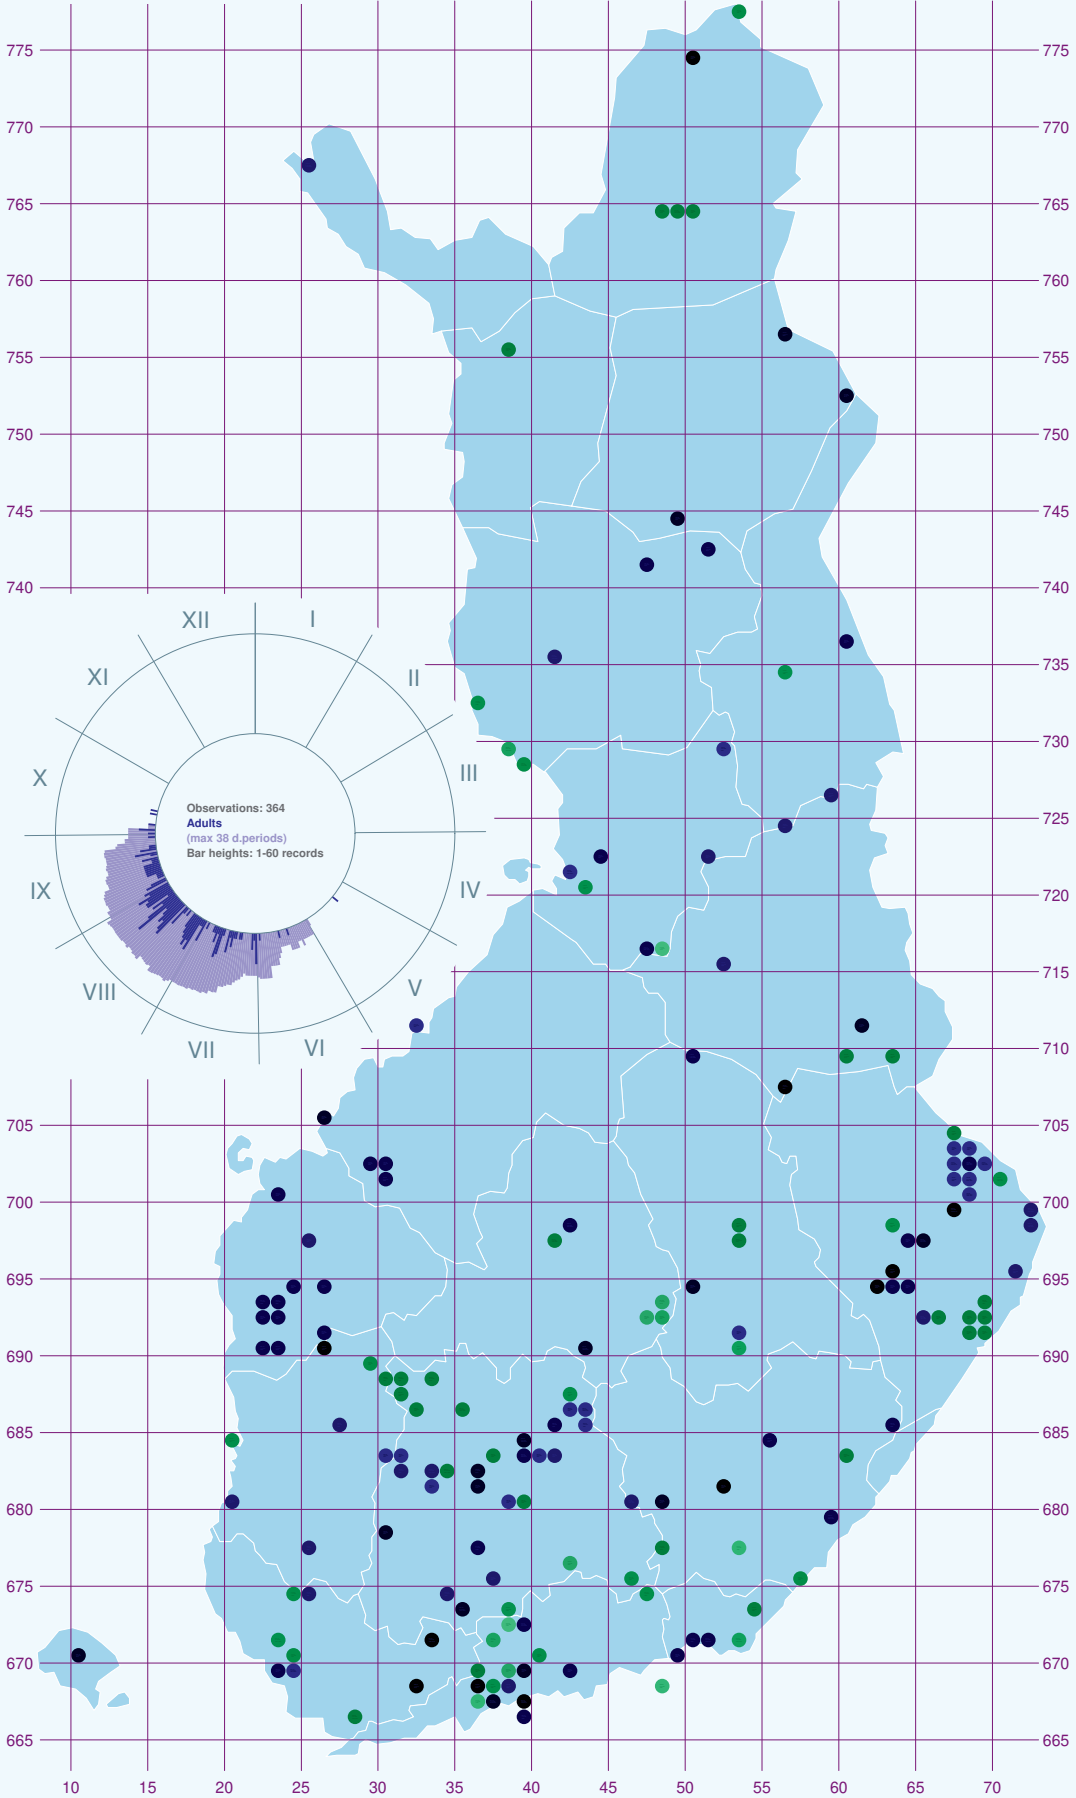 775 775
770 770
765 765
760 760
755 755
750 750
745 745
740 740
XII I
XI II
735
730
X III
Observations: 364
Adults
(max 38 d.periods)
Bar heights: 1-60 records
725
IX IV
720
VIII V
715
VII VI
710
705 705
700 700
695 695
690 690
685 685
680 680
675 675
670 670
665 665
10 15 20 25 30 35 40 45 50 55 60 65 70